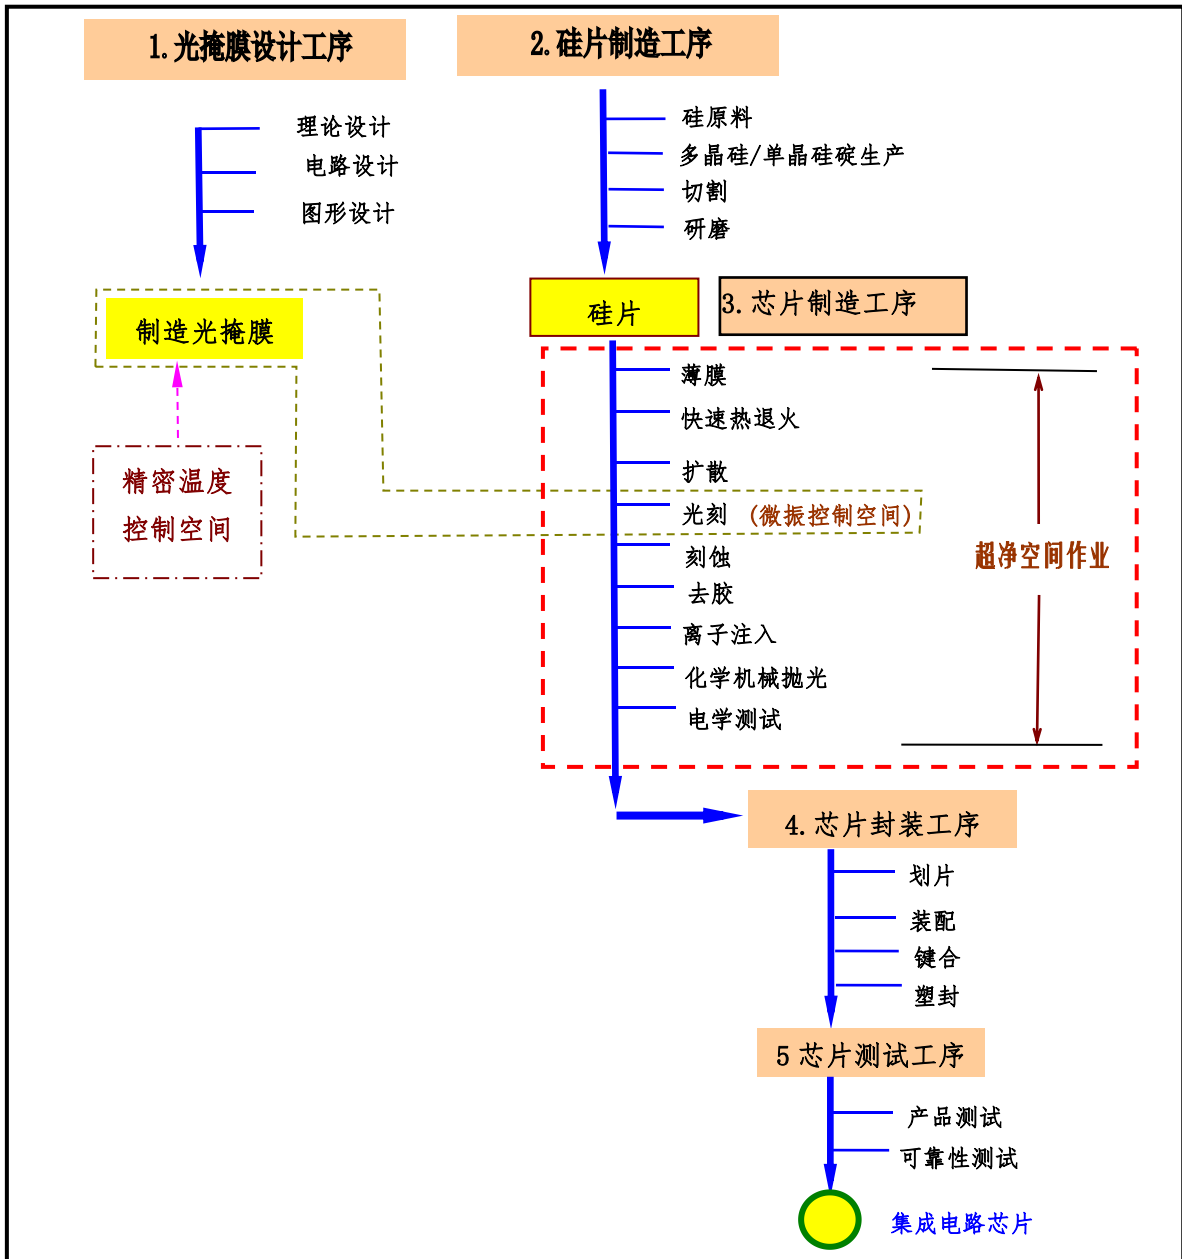 1.光掩膜设计工序
理论设计
电路设计
图形设计
制造光掩膜
精密温度
控制空间
2.硅片制造工序
硅原料
多晶硅/单晶硅碇生产
切割
研磨
硅片
3.芯片制造工序
薄膜
快速热退火
扩散
光刻 (微振控制空间)
刻蚀
去胶
离子注入
化学机械抛光
电学测试
超净空间作业
4.芯片封装工序
划片
装配
键合
塑封
5芯片测试工序
产品测试
可靠性测试
集成电路芯片